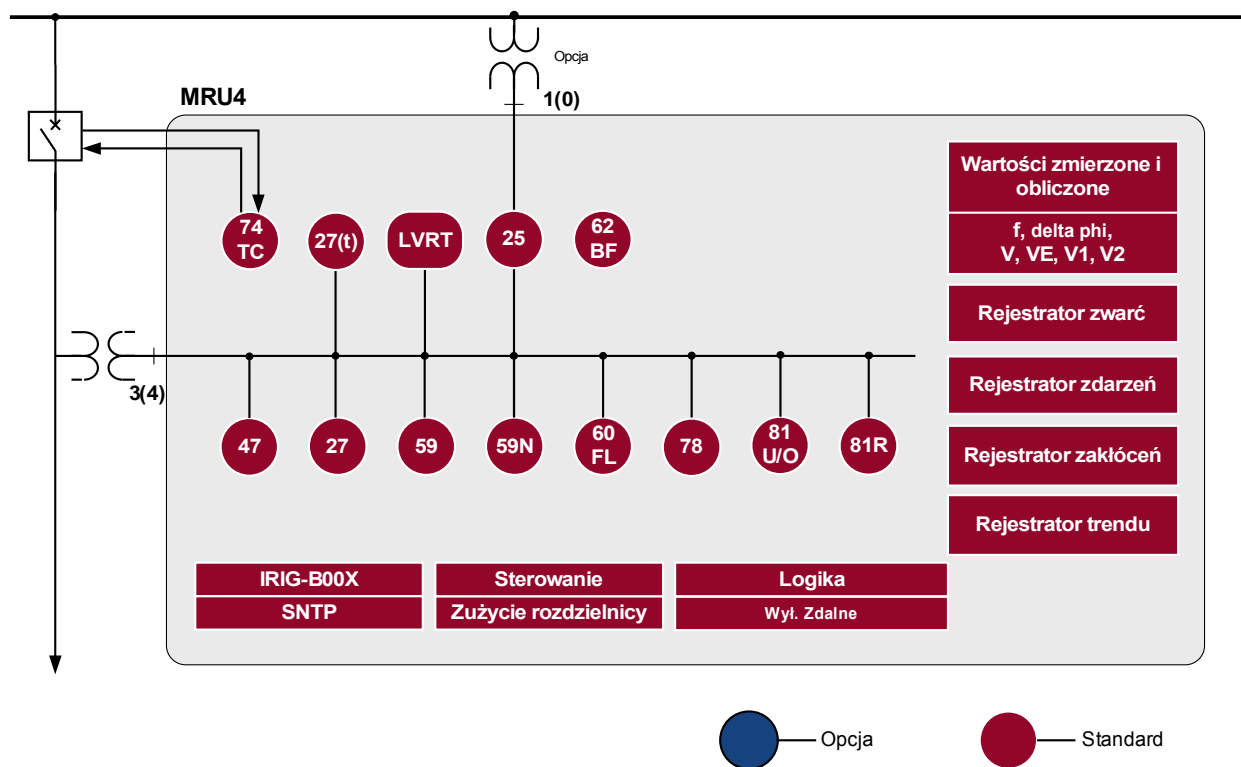 Opcja
1(0)
MRU4
74
TC
27(t)
LVRT
25
62
BF
Wartości zmierzone i
obliczone
f, delta phi,
V, VE, V1, V2
Rejestrator zwarć
Rejestrator zdarzeń
Rejestrator zakłóceń
Rejestrator trendu
3(4)
47
27
59
59N
60
FL
78
81
U/O
81R
IRIG-B00X
SNTP
Sterowanie
Zużycie rozdzielnicy
Logika
Wył. Zdalne
Opcja
Standard